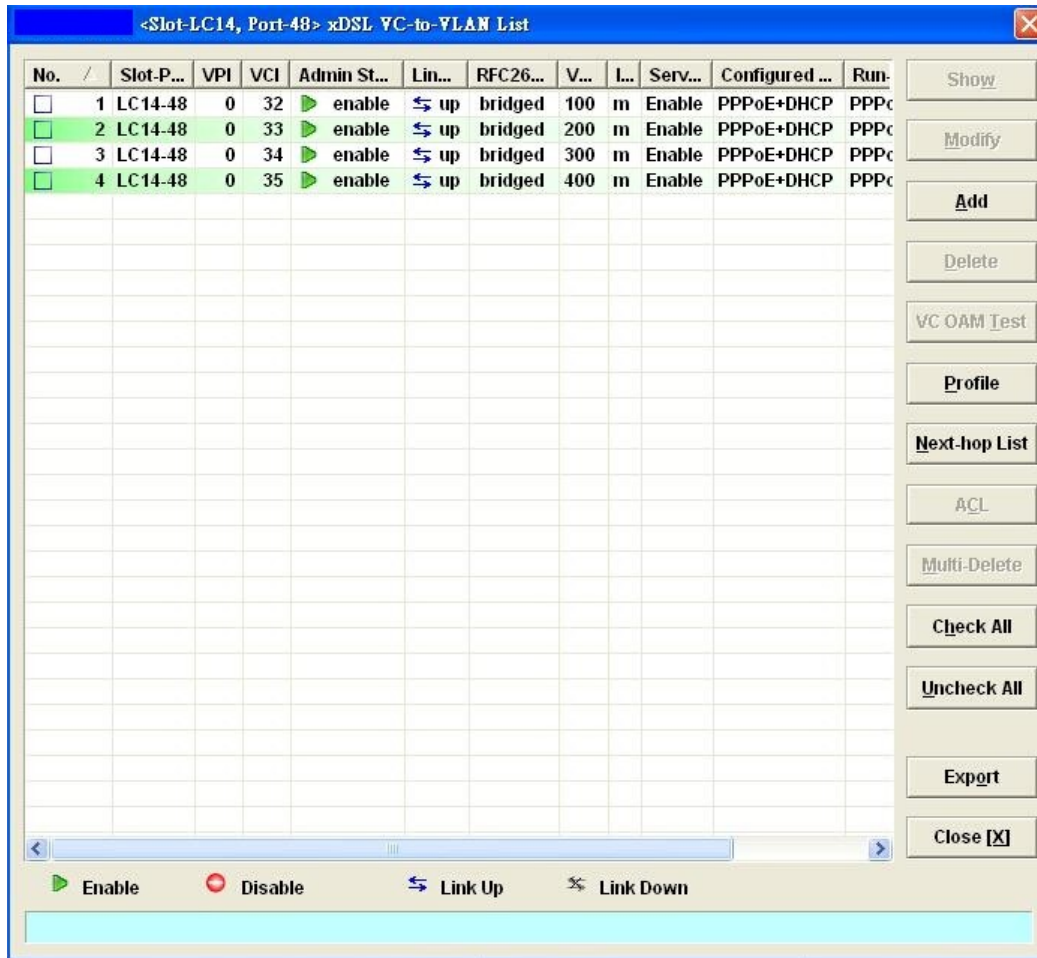 <Slot-LC14, Port-48> xDSL VC-to-VLAN List
No. / Slot-P... VPI VCI Admin St... Lin... RFC26... V... I... Serv... Configured ... Run-
1 LC14-48 0 32 enable up bridged 100 m Enable PPPoE+DHCP PPPo
2 LC14-48 0 33 enable up bridged 200 m Enable PPPoE+DHCP PPPo
3 LC14-48 0 34 enable up bridged 300 m Enable PPPoE+DHCP PPPo
4 LC14-48 0 35 enable up bridged 400 m Enable PPPoE+DHCP PPPo
Show
Modify
Add
Delete
VC OAM Test
Profile
Next-hop List
ACL
Multi-Delete
Check All
Uncheck All
Export
Close [X]
Enable Disable Link Up Link Down